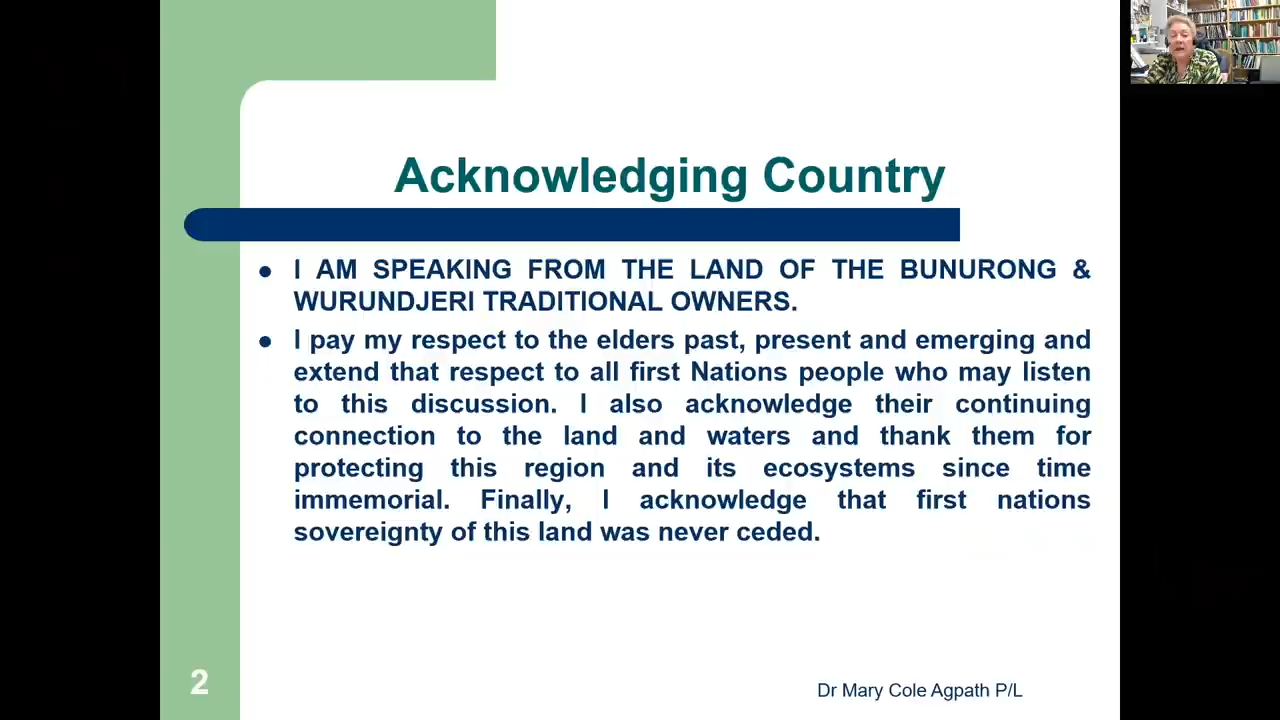 Acknowledging Country
I AM SPEAKING FROM THE LAND OF THE BUNURONG &
WURUNDJERI TRADITIONAL OWNERS.
I pay my respect to the elders past, present and emerging and
extend that respect to all first Nations people who may listen
to this discussion. I also acknowledge their continuing
connection to the land and waters and thank them for
protecting this region and its ecosystems since time
immemorial. Finally, I acknowledge that first nations
sovereignty of this land was never ceded.
2
Dr Mary Cole Agpath P/L